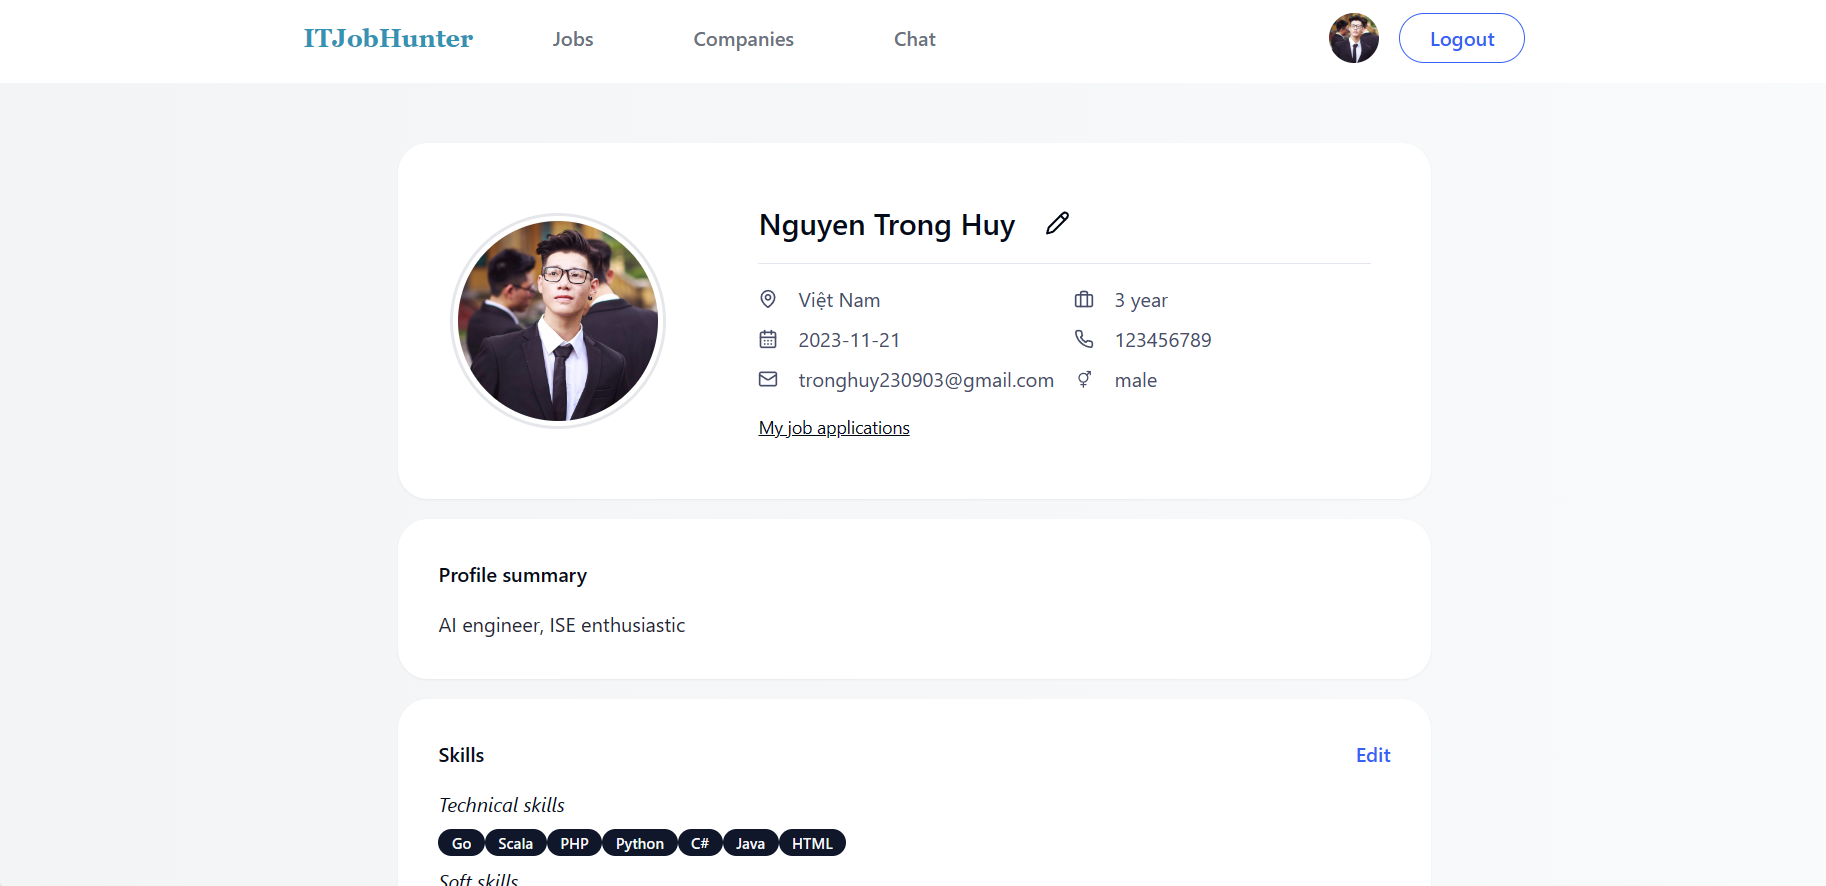 ITJobHunter Jobs Companies Chat Logout
Nguyen Trong Huy
Việt Nam 3 year
2023-11-21 123456789
tronghuy230903@gmail.com male
My job applications
Profile summary
AI engineer, ISE enthusiastic
Skills Edit
Technical skills
Go Scala PHP Python C# Java HTML
Soft skills